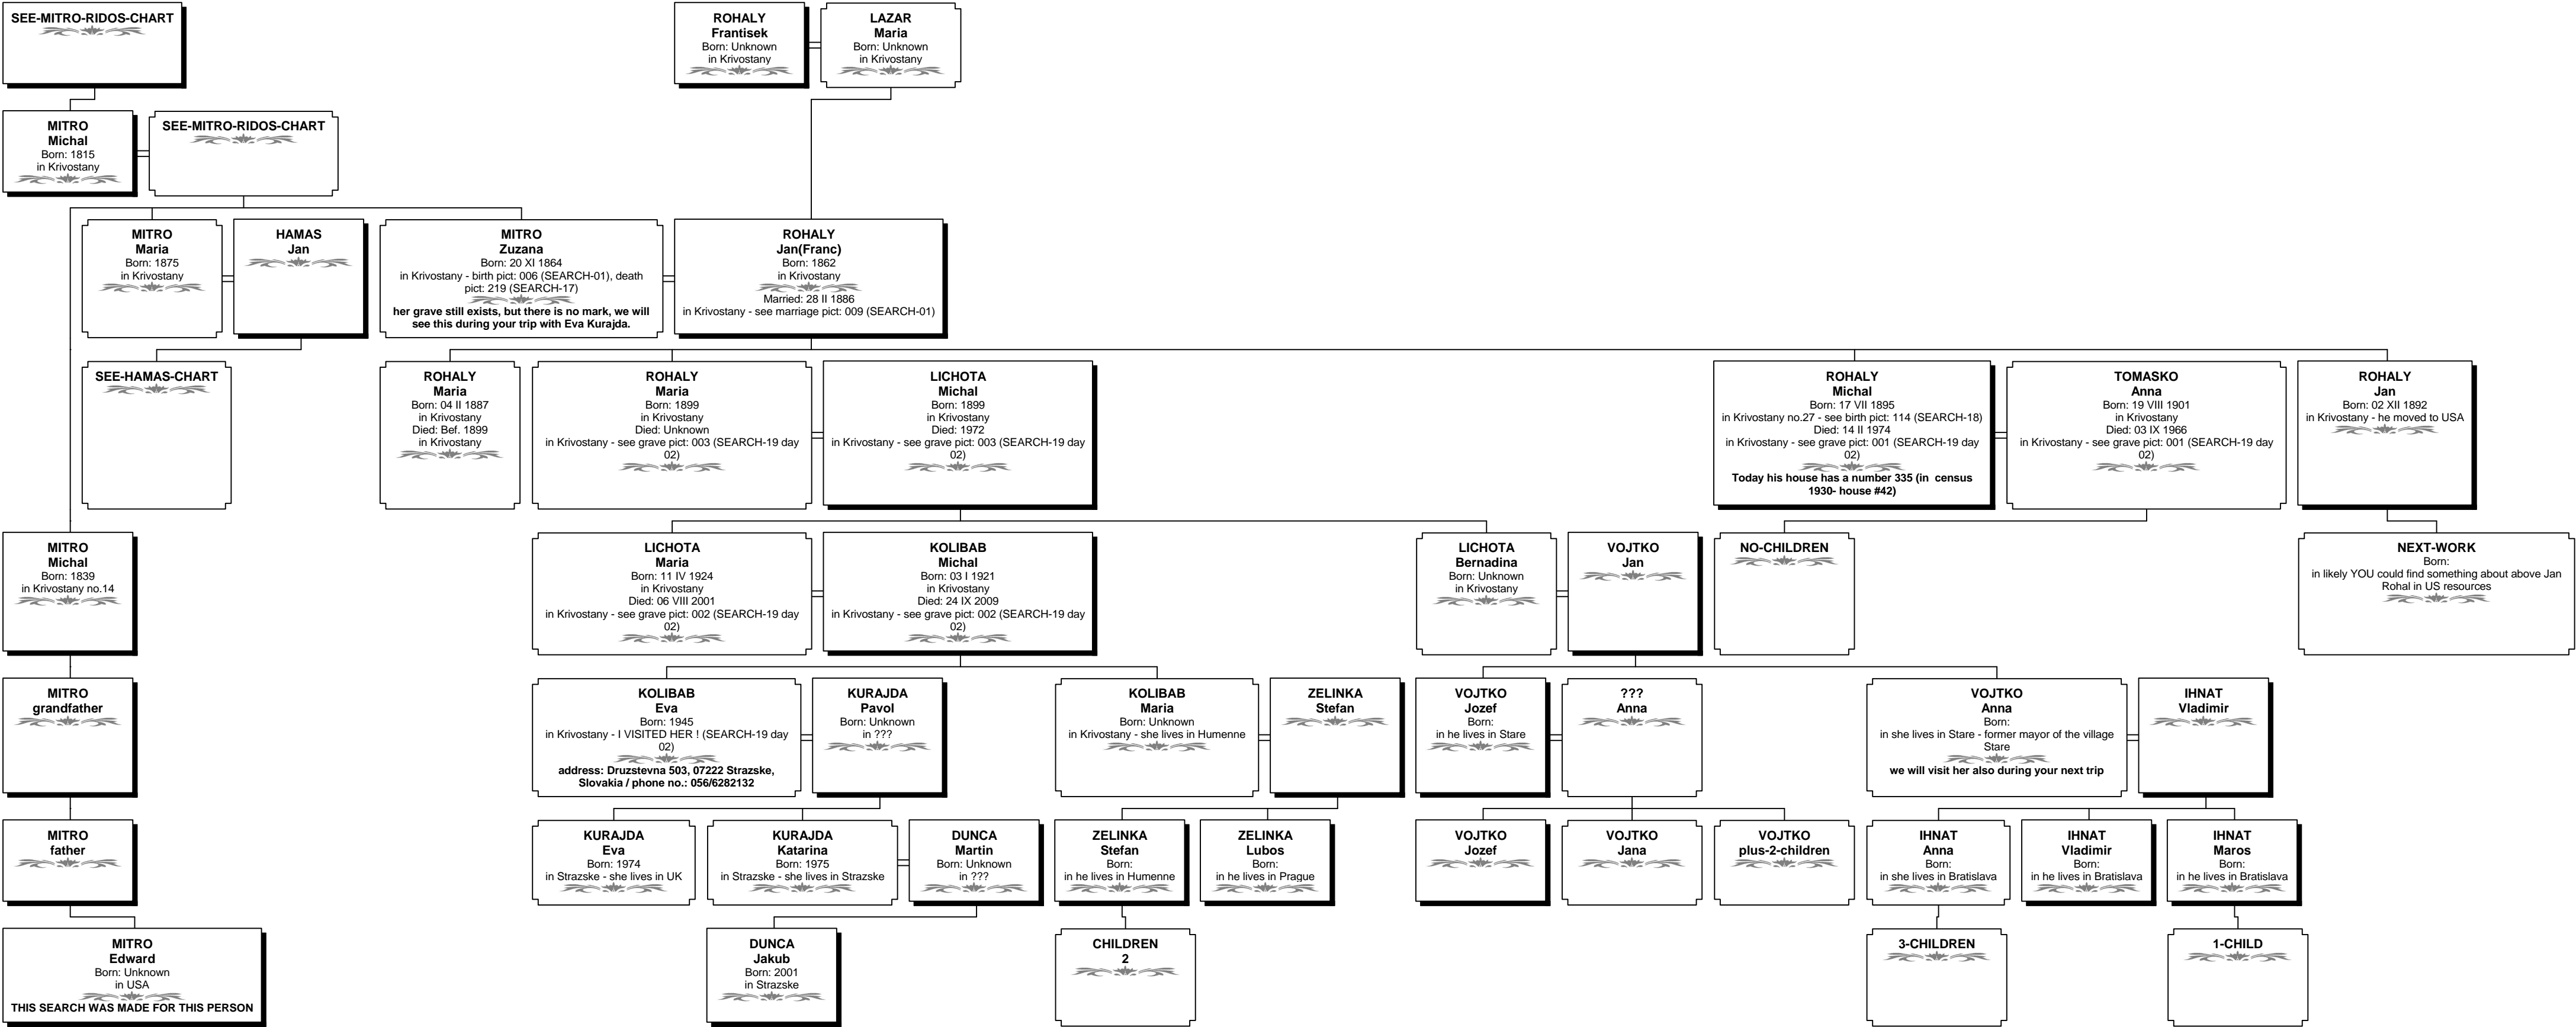 SEE-MITRO-RIDOS-CHART
ROHALY
Frantisek
Born: Unknown
in Krivostany
LAZAR
Maria
Born: Unknown
in Krivostany
MITRO
Michal
Born: 1815
in Krivostany
SEE-MITRO-RIDOS-CHART
MITRO
Maria
Born: 1875
in Krivostany
HAMAS
Jan
MITRO
Zuzana
Born: 20 XI 1864
in Krivostany - birth pict: 006 (SEARCH-01), death
pict: 219 (SEARCH-17)
her grave still exists, but there is no mark, we will
see this during your trip with Eva Kurajda.
ROHALY
Jan(Franc)
Born: 1862
in Krivostany
Married: 28 II 1886
in Krivostany - see marriage pict: 009 (SEARCH-01)
SEE-HAMAS-CHART
ROHALY
Maria
Born: 04 II 1887
in Krivostany
Died: Bef. 1899
in Krivostany
ROHALY
Maria
Born: 1899
in Krivostany
Died: Unknown
in Krivostany - see grave pict: 003 (SEARCH-19 day
02)
LICHOTA
Michal
Born: 1899
in Krivostany
Died: 1972
in Krivostany - see grave pict: 003 (SEARCH-19 day
02)
ROHALY
Michal
Born: 17 VII 1895
in Krivostany no.27 - see birth pict: 114 (SEARCH-18)
Died: 14 II 1974
in Krivostany - see grave pict: 001 (SEARCH-19 day
02)
Today his house has a number 335 (in census
1930- house #42)
TOMASKO
Anna
Born: 19 VIII 1901
in Krivostany
Died: 03 IX 1966
in Krivostany - see grave pict: 001 (SEARCH-19 day
02)
ROHALY
Jan
Born: 02 XII 1892
in Krivostany - he moved to USA
MITRO
Michal
Born: 1839
in Krivostany no.14
LICHOTA
Maria
Born: 11 IV 1924
in Krivostany
Died: 06 VIII 2001
in Krivostany - see grave pict: 002 (SEARCH-19 day
02)
KOLIBAB
Michal
Born: 03 I 1921
in Krivostany
Died: 24 IX 2009
in Krivostany - see grave pict: 002 (SEARCH-19 day
02)
LICHOTA
Bernadina
Born: Unknown
in Krivostany
VOJTKO
Jan
NO-CHILDREN
NEXT-WORK
Born:
in likely YOU could find something about above Jan
Rohal in US resources
MITRO
grandfather
KOLIBAB
Eva
Born: 1945
in Krivostany - I VISITED HER ! (SEARCH-19 day
02)
address: Druzstevna 503, 07222 Strazske,
Slovakia / phone no.: 056/6282132
KURAJDA
Pavol
Born: Unknown
in ???
KOLIBAB
Maria
Born: Unknown
in Krivostany - she lives in Humenne
ZELINKA
Stefan
VOJTKO
Jozef
Born:
in he lives in Stare
???
Anna
VOJTKO
Anna
Born:
in she lives in Stare - former mayor of the village
Stare
we will visit her also during your next trip
IHNAT
Vladimir
MITRO
father
KURAJDA
Eva
Born: 1974
in Strazske - she lives in UK
KURAJDA
Katarina
Born: 1975
in Strazske - she lives in Strazske
DUNCA
Martin
Born: Unknown
in ???
ZELINKA
Stefan
Born:
in he lives in Humenne
ZELINKA
Lubos
Born:
in he lives in Prague
VOJTKO
Jozef
VOJTKO
Jana
VOJTKO
plus-2-children
IHNAT
Anna
Born:
in she lives in Bratislava
IHNAT
Vladimir
Born:
in he lives in Bratislava
IHNAT
Maros
Born:
in he lives in Bratislava
MITRO
Edward
Born: Unknown
in USA
THIS SEARCH WAS MADE FOR THIS PERSON
DUNCA
Jakub
Born: 2001
in Strazske
CHILDREN
2
3-CHILDREN
1-CHILD